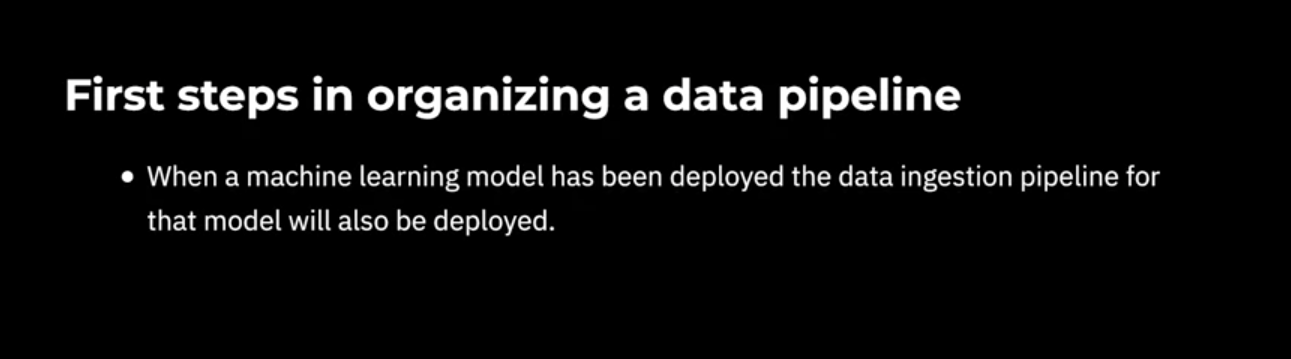 First steps in organizing a data pipeline
● When a machine learning model has been deployed the data ingestion pipeline for
that model will also be deployed.